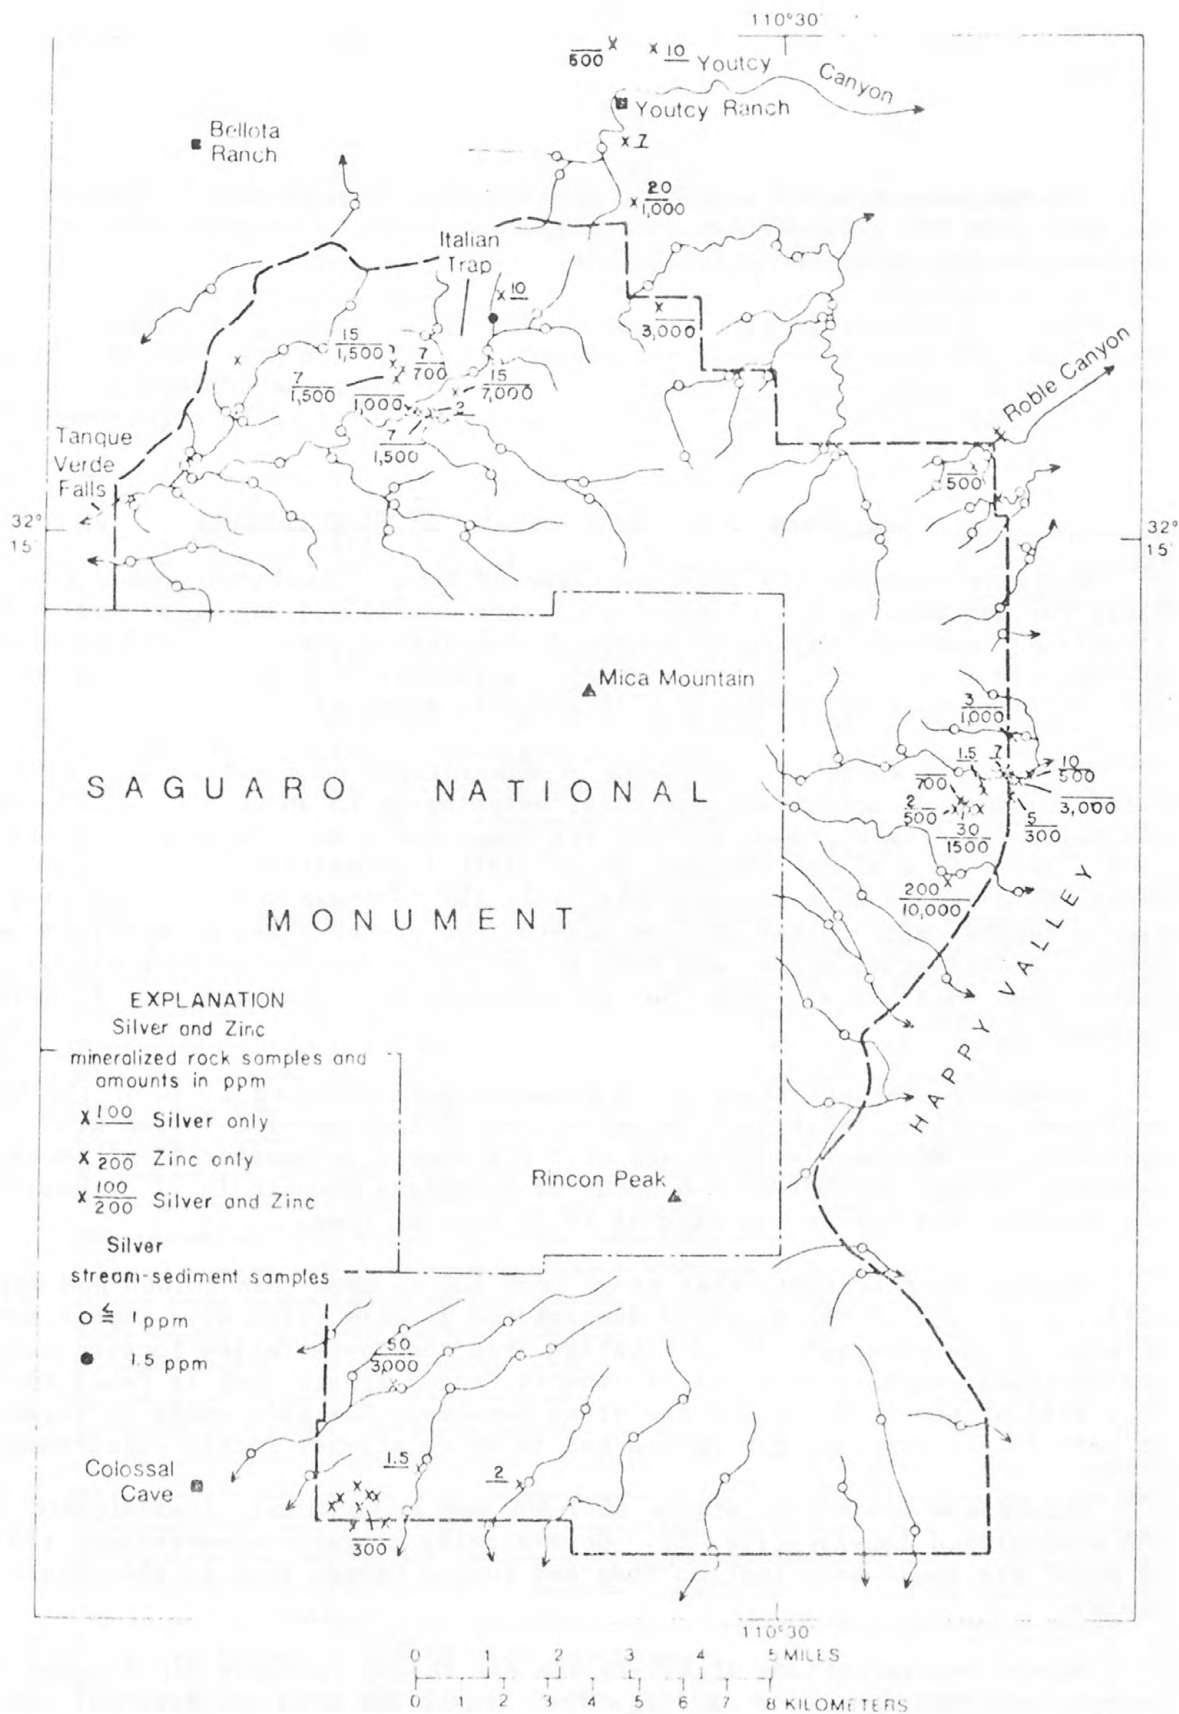 110°30'
500
10
Youtcy
Canyon
Youtcy Ranch
Bellota
Ranch
7
20
1,000
Italian
Trap
10
3,000
15
1,500
7
700
7
1,500
15
7,000
1,000
2
7
1,500
Roble Canyon
Tanque
Verde
Falls
500
32°
15'
32°
15'
Mica Mountain
3
1,000
SAGUARO NATIONAL
1.5
7
10
500
700
3,000
2
500
5
300
30
1500
200
10,000
MONUMENT
HAPPY VALLEY
EXPLANATION
Silver and Zinc
mineralized rock samples and
amounts in ppm
x 100 Silver only
x 200 Zinc only
x 100
200 Silver and Zinc
Rincon Peak
Silver
stream-sediment samples
≦ 1 ppm
1.5 ppm
50
3,000
1.5
2
Colossal
Cave
300
110°30'
0 1 2 3 4 5 MILES
0 1 2 3 4 5 6 7 8 KILOMETERS